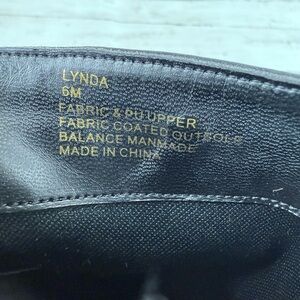 LYNDA
6M
FABRIC & PU UPPER
FABRIC COATED OUTSOLE
BALANCE MANMADE
MADE IN CHINA